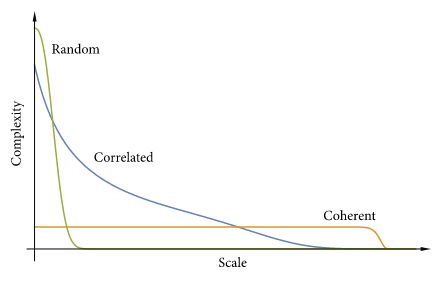 Random
Complexity
Correlated
Coherent
Scale